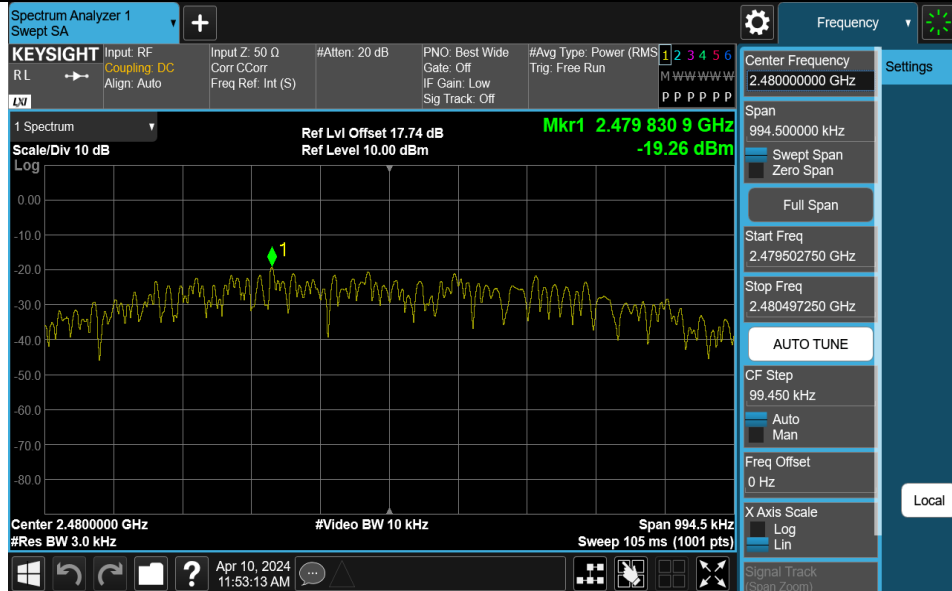 Spectrum Analyzer 1
Swept SA
Frequency
KEYSIGHT
RL
LXI
Input: RF
Coupling: DC
Align: Auto
Input Z: 50 Ω
Corr CCorr
Freq Ref: Int (S)
#Atten: 20 dB
PNO: Best Wide
Gate: Off
IF Gain: Low
Sig Track: Off
#Avg Type: Power (RMS
Trig: Free Run
1 2 3 4 5 6
M W W W W W
P P P P P P
1 Spectrum
Scale/Div 10 dB
Log
Ref Lvl Offset 17.74 dB
Ref Level 10.00 dBm
Mkr1 2.479 830 9 GHz
-19.26 dBm
0.00
-10.0
1
-20.0
-30.0
-40.0
-50.0
-60.0
-70.0
-80.0
Center 2.4800000 GHz
#Res BW 3.0 kHz
#Video BW 10 kHz
Span 994.5 kHz
Sweep 105 ms (1001 pts)
?
Apr 10, 2024
11:53:13 AM
Center Frequency
2.480000000 GHz
Span
994.500000 kHz
Swept Span
Zero Span
Full Span
Start Freq
2.479502750 GHz
Stop Freq
2.480497250 GHz
AUTO TUNE
CF Step
99.450 kHz
Auto
Man
Freq Offset
0 Hz
X Axis Scale
Log
Lin
Signal Track
(Span Zoom)
Settings
Local